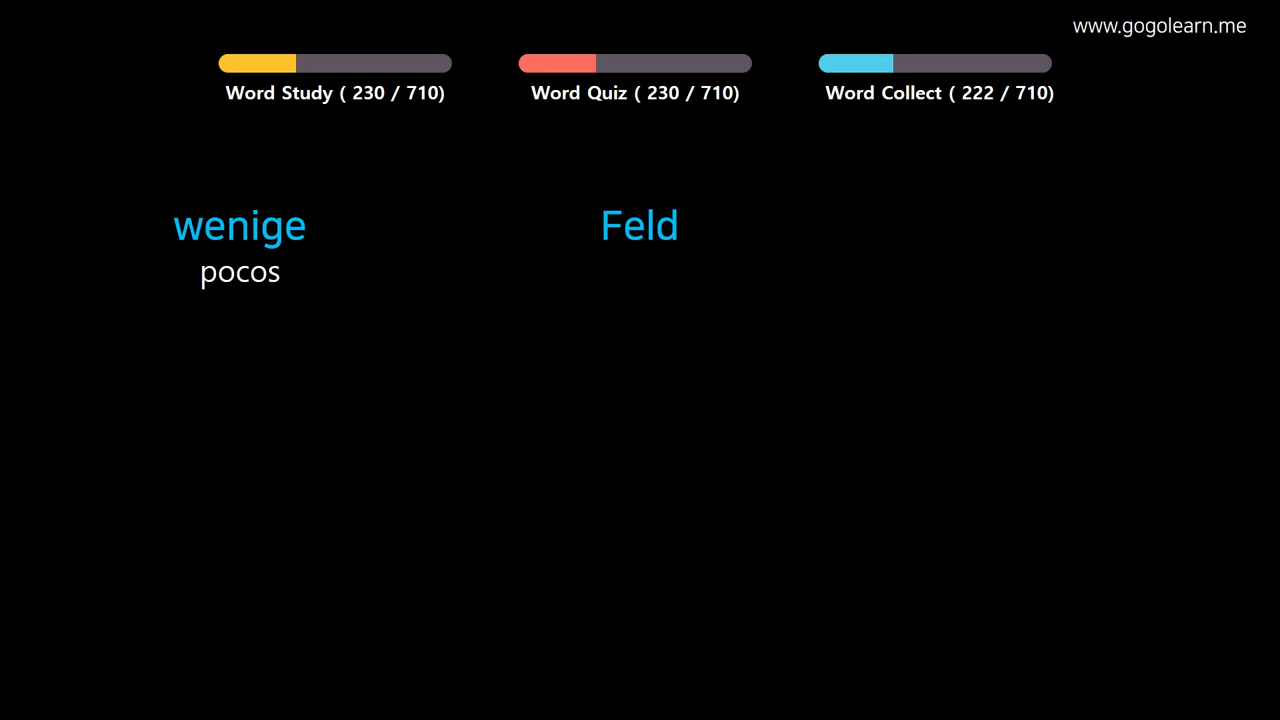 www.gogolearn.me
Word Study ( 230 / 710)
Word Quiz ( 230 / 710)
Word Collect ( 222 / 710)
wenige
pocos
Feld